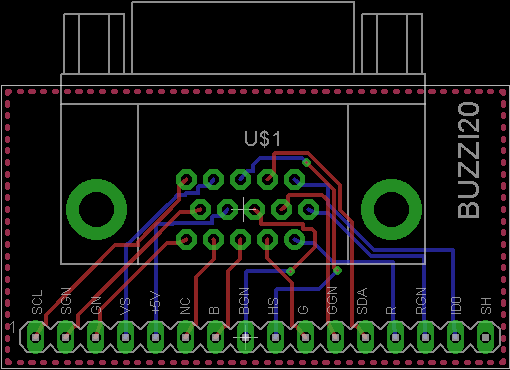 U$1
BUZZI20
1
SCL SGN GN VS +5V NC B BGN HS G GGN SDA R RGN ID0 SH